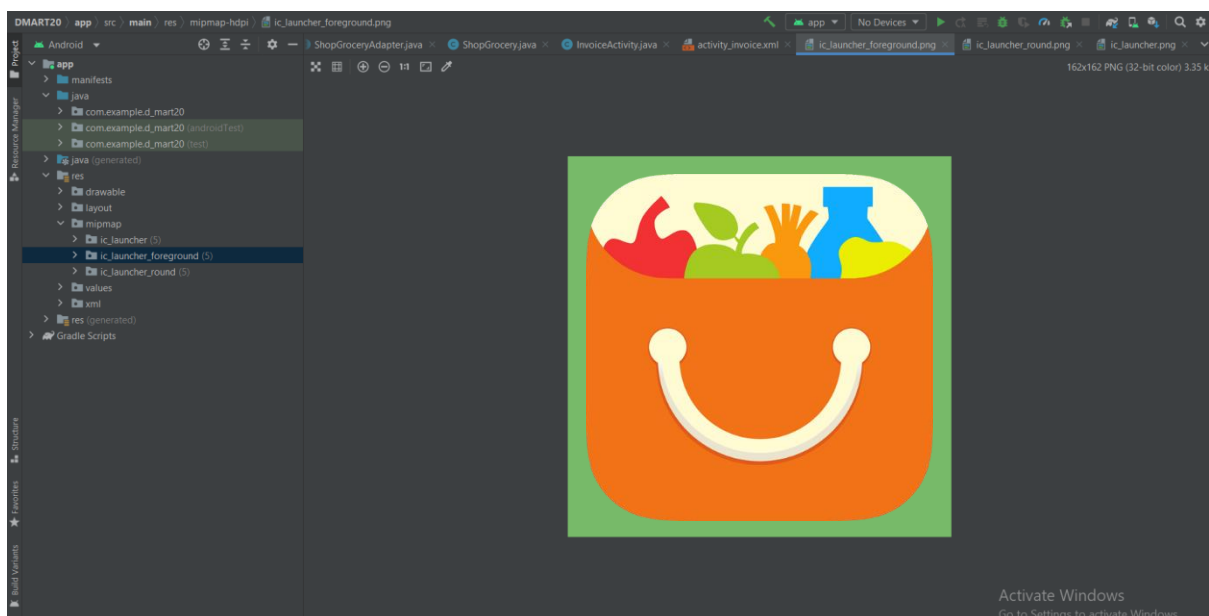 DMART20 app src main res mipmap-hdpi ic_launcher_foreground.png
app No Devices
Android
ShopGroceryAdapter.java ShopGrocery.java InvoiceActivity.java activity_invoice.xml ic_launcher_foreground.png ic_launcher_round.png ic_launcher.png
1:1
162x162 PNG (32-bit color) 3.35 k
Project
Resource Manager
Structure
Favorites
Build Variants
app
manifests
java
com.example.d_mart20
com.example.d_mart20 (androidTest)
com.example.d_mart20 (test)
java (generated)
res
drawable
layout
mipmap
ic_launcher (5)
ic_launcher_foreground (5)
ic_launcher_round (5)
values
xml
res (generated)
Gradle Scripts
Activate Windows
Go to Settings to activate Windows.